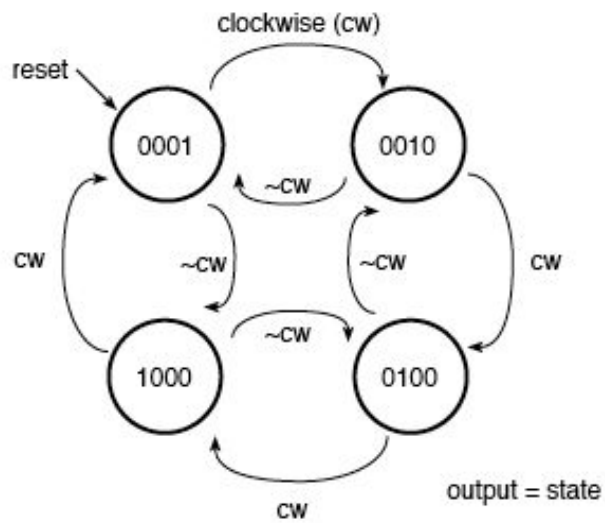 clockwise (cw)
reset
0001
0010
~cw
cw
~cw
~cw
cw
~cw
1000
0100
cw
output = state